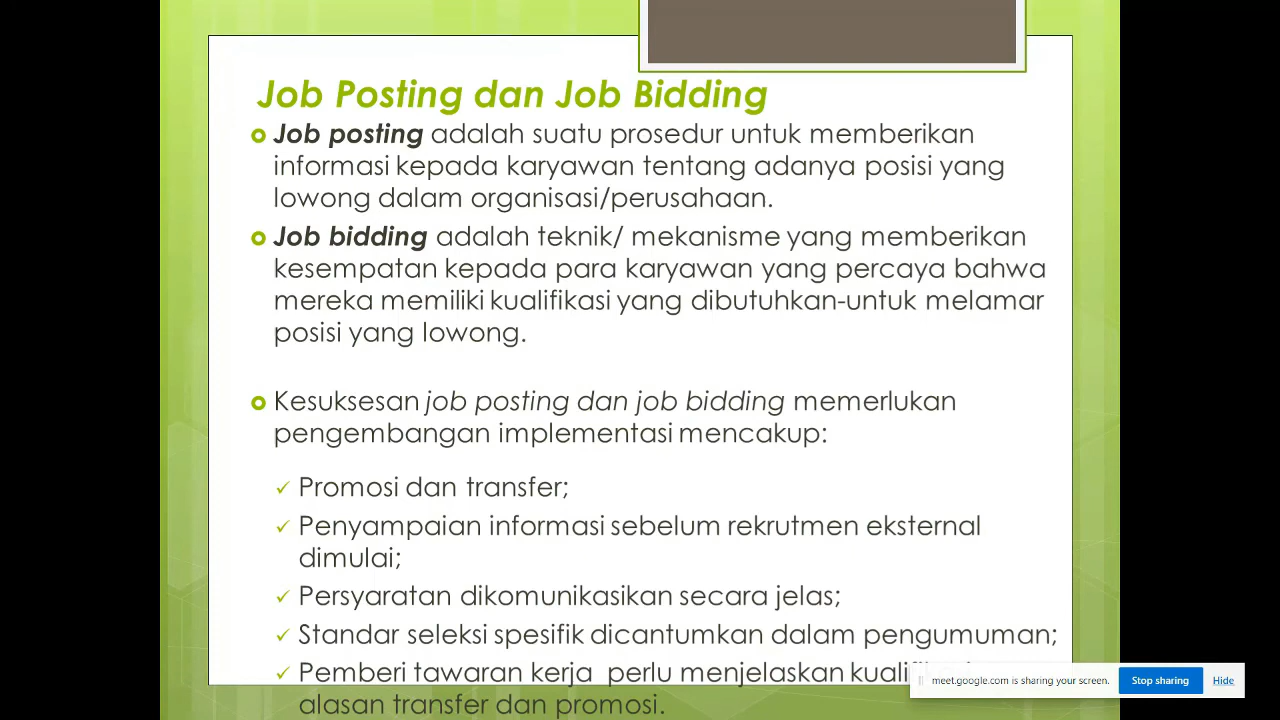 Job Posting dan Job Bidding
Job posting adalah suatu prosedur untuk memberikan
informasi kepada karyawan tentang adanya posisi yang
lowong dalam organisasi/perusahaan.
Job bidding adalah teknik/ mekanisme yang memberikan
kesempatan kepada para karyawan yang percaya bahwa
mereka memiliki kualifikasi yang dibutuhkan-untuk melamar
posisi yang lowong.
Kesuksesan job posting dan job bidding memerlukan
pengembangan implementasi mencakup:
Promosi dan transfer;
Penyampaian informasi sebelum rekrutmen eksternal
dimulai;
Persyaratan dikomunikasikan secara jelas;
Standar seleksi spesifik dicantumkan dalam pengumuman;
Pemberi tawaran kerja perlu menjelaskan
alasan transfer dan promosi.
meet.google.com is sharing your screen.
Stop sharing
Hide